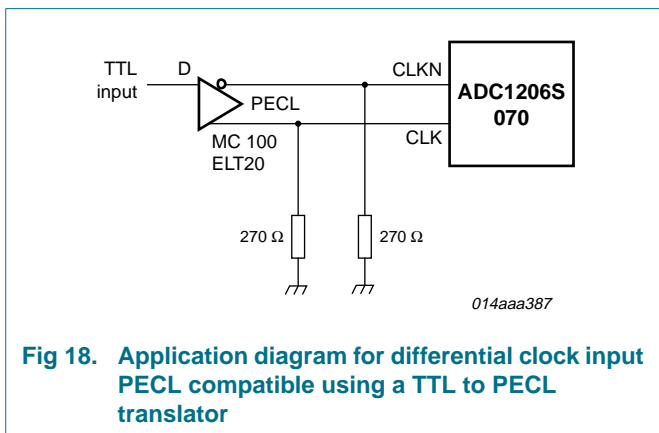 TTL input
D
PECL
MC 100
ELT20
CLKN
CLK
ADC1206S
070
270 Ω
270 Ω
014aaa387
Fig 18. Application diagram for differential clock input
PECL compatible using a TTL to PECL
translator